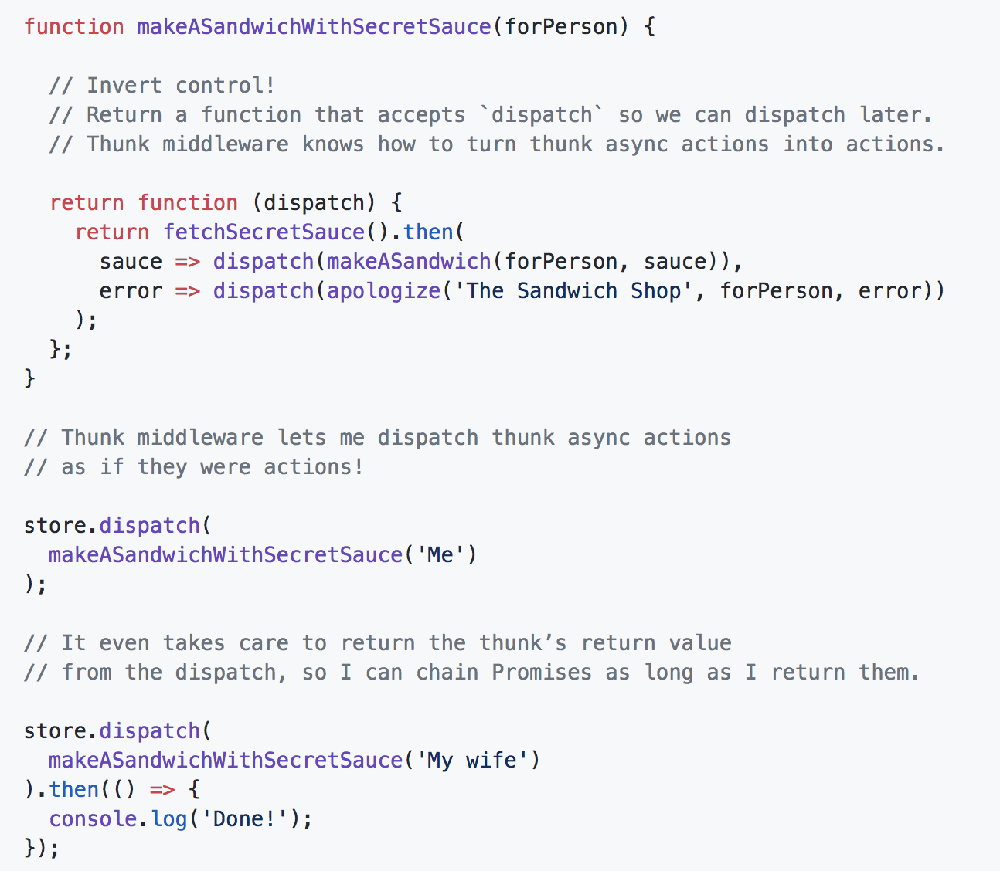 function makeASandwichWithSecretSauce(forPerson) {
  // Invert control!
  // Return a function that accepts `dispatch` so we can dispatch later.
  // Thunk middleware knows how to turn thunk async actions into actions.
  return function (dispatch) {
    return fetchSecretSauce().then(
      sauce => dispatch(makeASandwich(forPerson, sauce)),
      error => dispatch(apologize('The Sandwich Shop', forPerson, error))
    );
  };
}
// Thunk middleware lets me dispatch thunk async actions
// as if they were actions!
store.dispatch(
  makeASandwichWithSecretSauce('Me')
);
// It even takes care to return the thunk’s return value
// from the dispatch, so I can chain Promises as long as I return them.
store.dispatch(
  makeASandwichWithSecretSauce('My wife')
).then(() => {
  console.log('Done!');
});